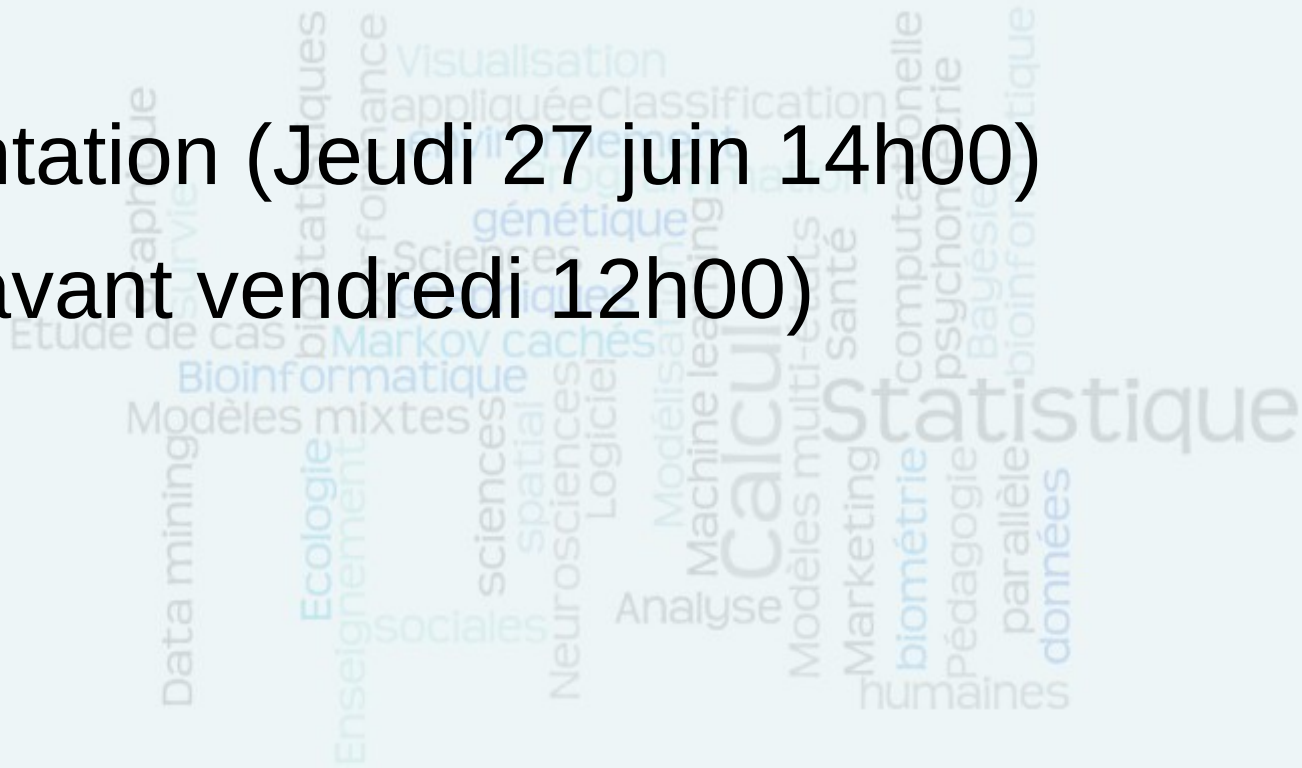 ntation (Jeudi 27 juin 14h00)
avant vendredi 12h00)
Visualisation
appliquée Classification
environnement
génétique
Sciences
Etude de cas
Markov cachés
Bioinformatique
Modèles mixtes
Statistique
Data mining
Ecologie
Enseignement
sociales
sciences
spatial
Neurosciences
Logiciel
Machine learning
Calcul
Modèles multi-états
Santé
computationelle
psychométrie
Bayésien
Analyse
Marketing
biométrie
Pédagogie
parallèle
données
humaines